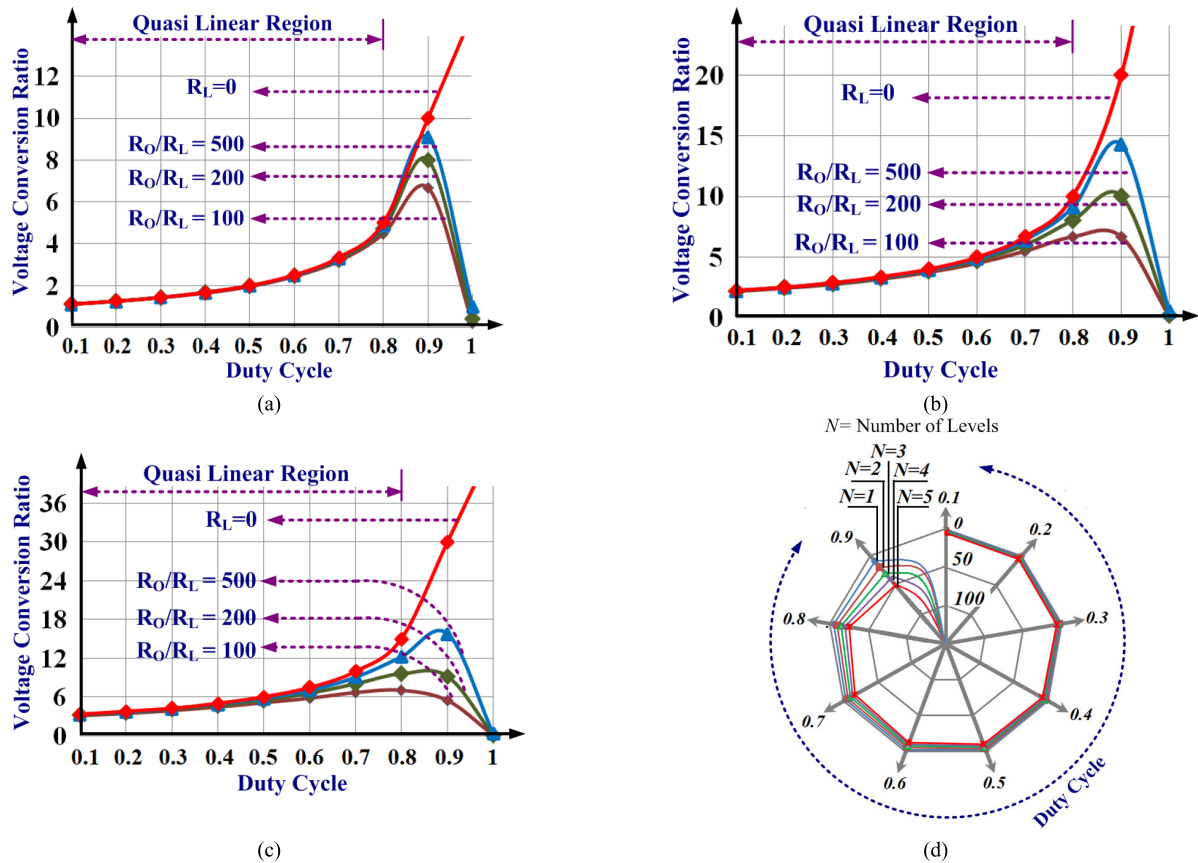 Quasi Linear Region
Voltage Conversion Ratio
12
10
8
6
4
2
0
R_L=0
R_O/R_L = 500
R_O/R_L = 200
R_O/R_L = 100
0.1 0.2 0.3 0.4 0.5 0.6 0.7 0.8 0.9 1
Duty Cycle
(a)
Quasi Linear Region
Voltage Conversion Ratio
20
15
10
5
0
R_L=0
R_O/R_L = 500
R_O/R_L = 200
R_O/R_L = 100
0.1 0.2 0.3 0.4 0.5 0.6 0.7 0.8 0.9 1
Duty Cycle
(b)
Quasi Linear Region
Voltage Conversion Ratio
36
30
24
18
12
6
0
R_L=0
R_O/R_L = 500
R_O/R_L = 200
R_O/R_L = 100
0.1 0.2 0.3 0.4 0.5 0.6 0.7 0.8 0.9 1
Duty Cycle
(c)
N= Number of Levels
N=3
N=2 N=4
N=1 N=5
0.1
0.2
0.3
0.4
0.5
0.6
0.7
0.8
0.9
0
50
100
Duty Cycle
(d)